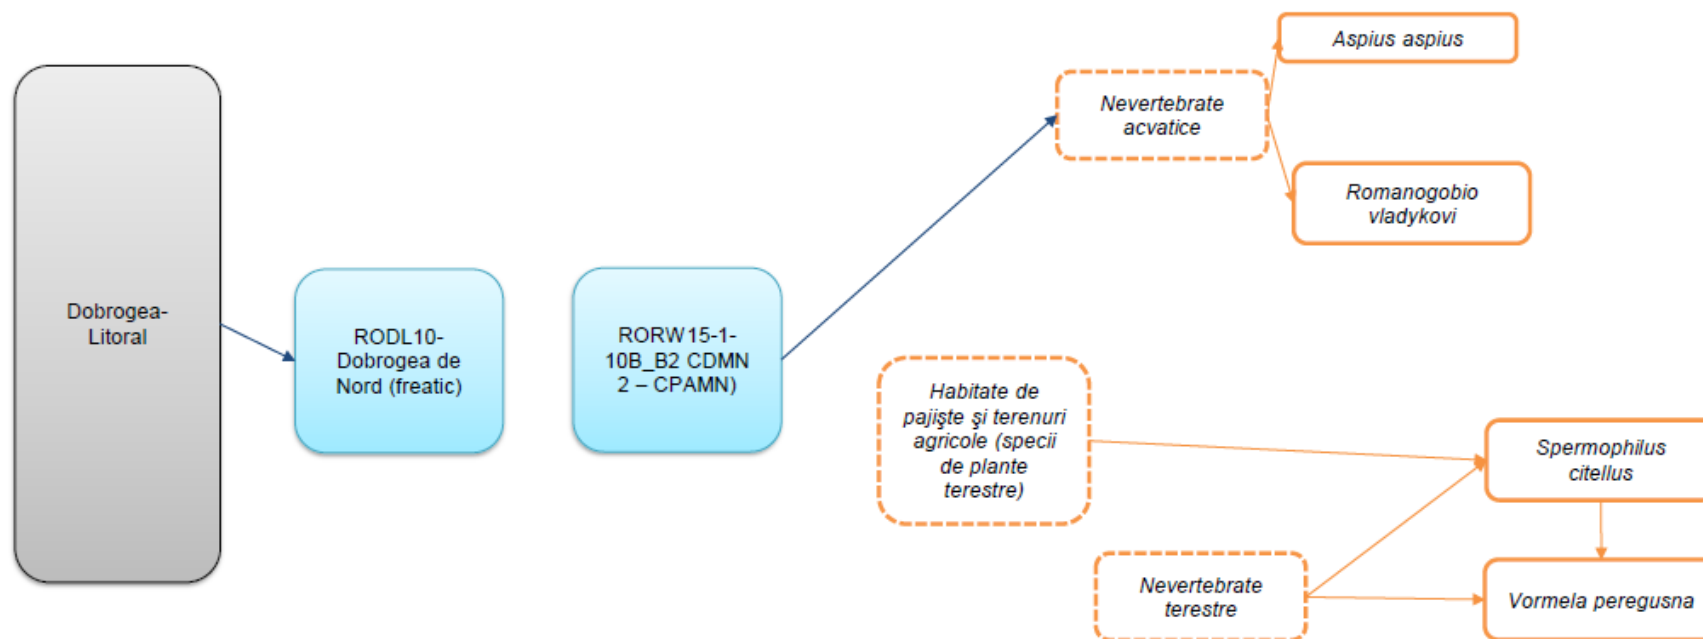 Dobrogea-
Litoral
RODL10-
Dobrogea de
Nord (freatic)
RORW15-1-
10B_B2 CDMN
2 – CPAMN)
Nevertebrate
acvatice
Aspius aspius
Romanogobio
vladykovi
Habitate de
pajişte şi terenuri
agricole (specii
de plante
terestre)
Nevertebrate
terestre
Spermophilus
citellus
Vormela peregusna